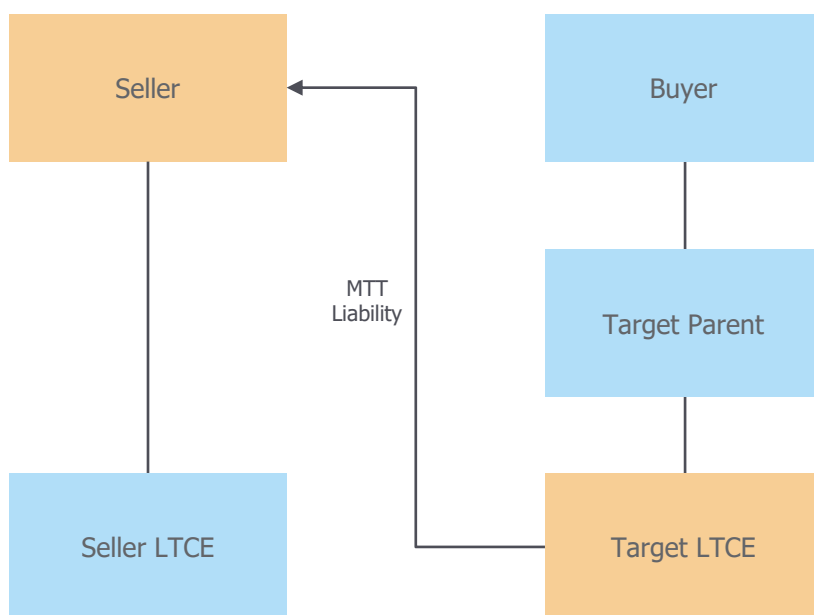 Seller
Buyer
MTT
Liability
Target Parent
Seller LTCE
Target LTCE